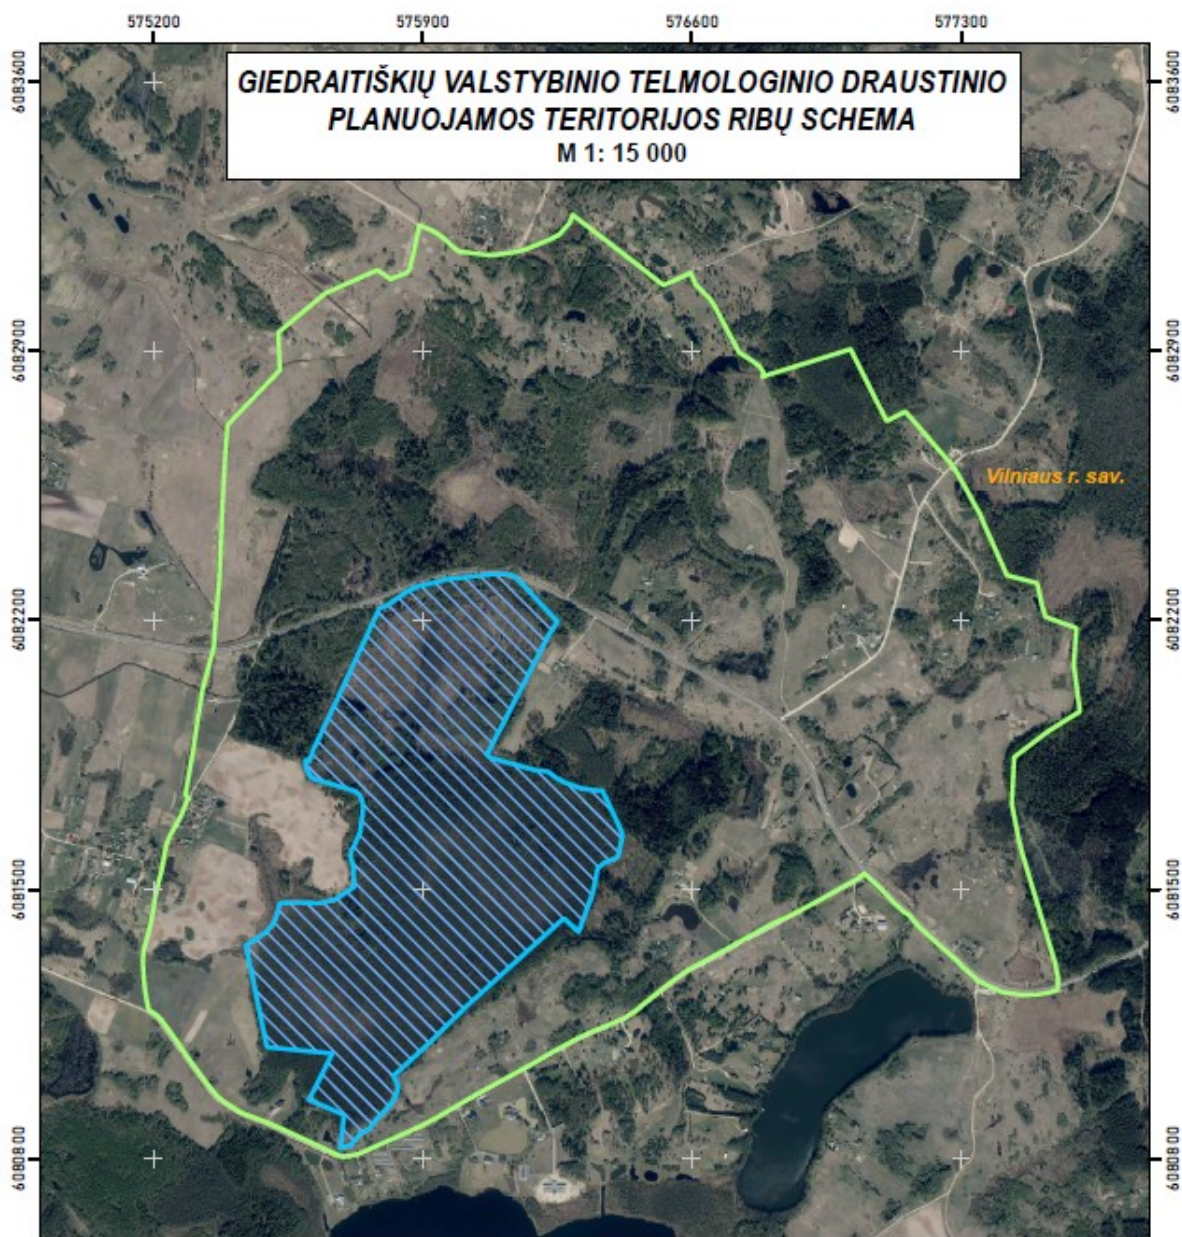 575200 575900 576600 577300
GIEDRAITIŠKIŲ VALSTYBINIO TELMOLOGINIO DRAUSTINIO
PLANUOJAMOS TERITORIJOS RIBŲ SCHEMA
M 1: 15 000
6083600 6083600
6082900 6082900
Vilniaus r. sav.
6082200 6082200
6081500 6081500
6080800 6080800